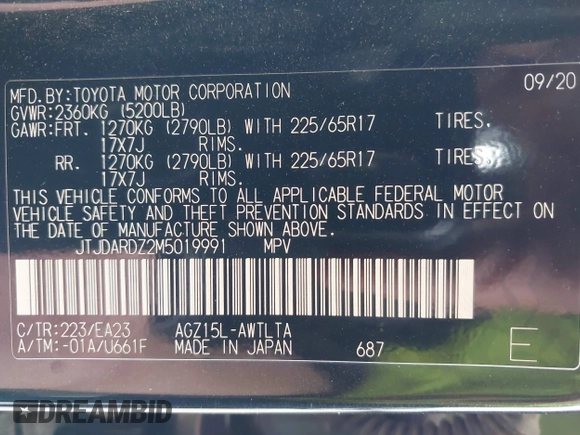 MFD.BY:TOYOTA MOTOR CORPORATION 09/20
GVWR:2360KG (5200LB)
GAWR:FRT. 1270KG (2790LB) WITH 225/65R17 TIRES.
17X7J RIMS.
RR. 1270KG (2790LB) WITH 225/65R17 TIRES.
17X7J RIMS.
THIS VEHICLE CONFORMS TO ALL APPLICABLE FEDERAL MOTOR
VEHICLE SAFETY AND THEFT PREVENTION STANDARDS IN EFFECT ON
THE DATE OF MANUFACTURE SHOWN ABOVE.
JTJDARDZ2M5019991 MPV
C/TR:223/EA23 AGZ15L-AWTLTA
A/TM:-01A/U661F MADE IN JAPAN 687 E
DREAMBID